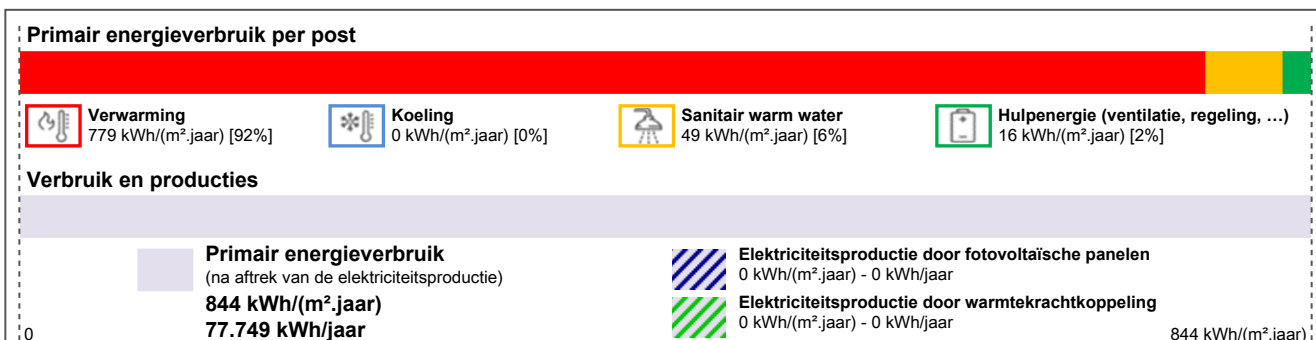 Primair energieverbruik per post
Verwarming
779 kWh/(m².jaar) [92%]
Koeling
0 kWh/(m².jaar) [0%]
Sanitair warm water
49 kWh/(m².jaar) [6%]
Hulpenergie (ventilatie, regeling, …)
16 kWh/(m².jaar) [2%]
Verbruik en producties
Primair energieverbruik
(na aftrek van de elektriciteitsproductie)
844 kWh/(m².jaar)
77.749 kWh/jaar
Elektriciteitsproductie door fotovoltaïsche panelen
0 kWh/(m².jaar) - 0 kWh/jaar
Elektriciteitsproductie door warmtekrachtkoppeling
0 kWh/(m².jaar) - 0 kWh/jaar
0
844 kWh/(m².jaar)